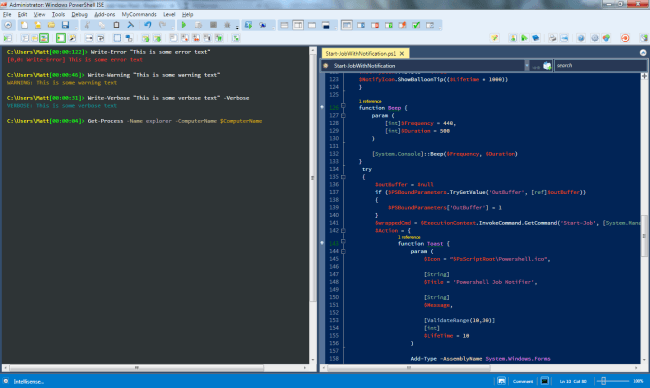 Administrator: Windows PowerShell ISE
File Edit View Tools Debug Add-ons MyCommands Level Help
C:\Users\Matt[00:00:122]> Write-Error "This is some error text"
[0,0: Write-Error] This is some error text
C:\Users\Matt[00:00:46]> Write-Warning "This is some warning text"
WARNING: This is some warning text
C:\Users\Matt[00:00:31]> Write-Verbose "This is some verbose text" -Verbose
VERBOSE: This is some verbose text
C:\Users\Matt[00:00:04]> Get-Process -Name explorer -ComputerName $ComputerName
Start-JobWithNotification.ps1 X
Start-JobWithNotification
search
123 $NotifyIcon.ShowBalloonTip(($Lifetime * 1000))
124 }
125
1 reference
126 function Beep {
127 param (
128 [int]$Frequency = 440,
129 [int]$Duration = 500
130 )
131
132 [System.Console]::Beep($Frequency, $Duration)
133 }
134 try
135 {
136 $outBuffer = $null
137 if ($PSBoundParameters.TryGetValue('OutBuffer', [ref]$outBuffer))
138 {
139 $PSBoundParameters['OutBuffer'] = 1
140 }
141 $wrappedCmd = $ExecutionContext.InvokeCommand.GetCommand('Start-Job', [System.Mana
142 $Action = {
1 reference
143 function Toast {
144 param (
145 $Icon = "$PsScriptRoot\Powershell.ico",
146
147 [String]
148 $Title = 'Powershell Job Notifier',
149
150 [String]
151 $Message,
152
153 [ValidateRange(10,30)]
154 [int]
155 $LifeTime = 10
156 )
157
158 Add-Type -AssemblyName System.Windows.Forms
Intellisense...
Comment
Ln 53 Col 80
100%